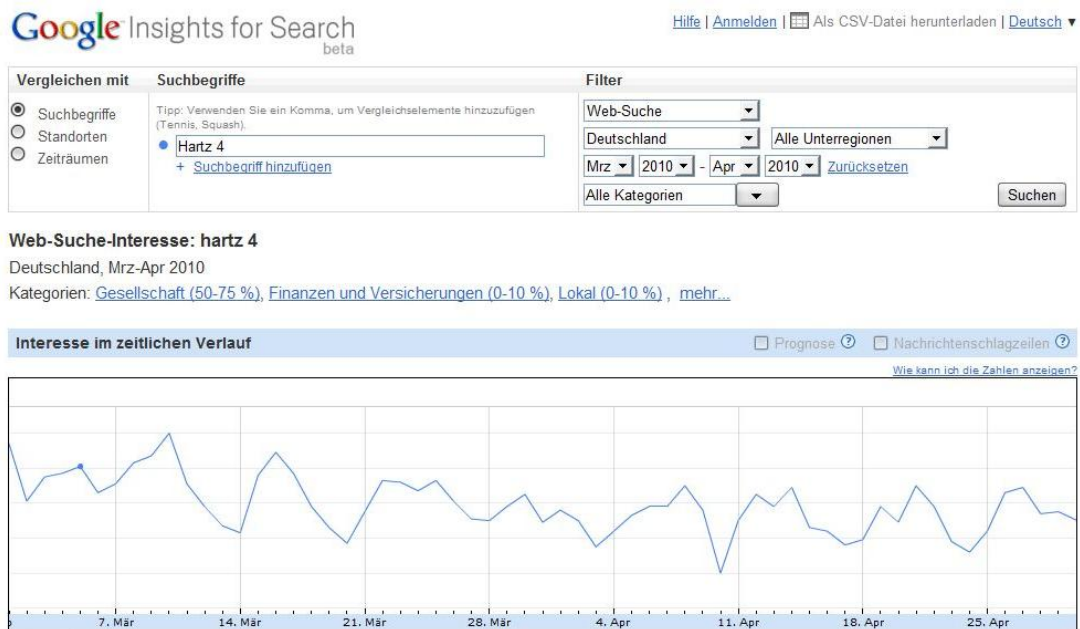 Google Insights for Search
beta
Hilfe | Anmelden | Als CSV-Datei herunterladen | Deutsch ▼
Vergleichen mit
Suchbegriffe
Standorten
Zeiträumen
Suchbegriffe
Tipp: Verwenden Sie ein Komma, um Vergleichselemente hinzuzufügen
(Tennis, Squash).
Hartz 4
+ Suchbegriff hinzufügen
Filter
Web-Suche
Deutschland Alle Unterregionen
Mrz 2010 - Apr 2010 Zurücksetzen
Alle Kategorien
Suchen
Web-Suche-Interesse: hartz 4
Deutschland, Mrz-Apr 2010
Kategorien: Gesellschaft (50-75 %), Finanzen und Versicherungen (0-10 %), Lokal (0-10 %) , mehr...
Interesse im zeitlichen Verlauf
Prognose ? Nachrichtenschlagzeilen ?
Wie kann ich die Zahlen anzeigen?
7. Mär 14. Mär 21. Mär 28. Mär 4. Apr 11. Apr 18. Apr 25. Apr